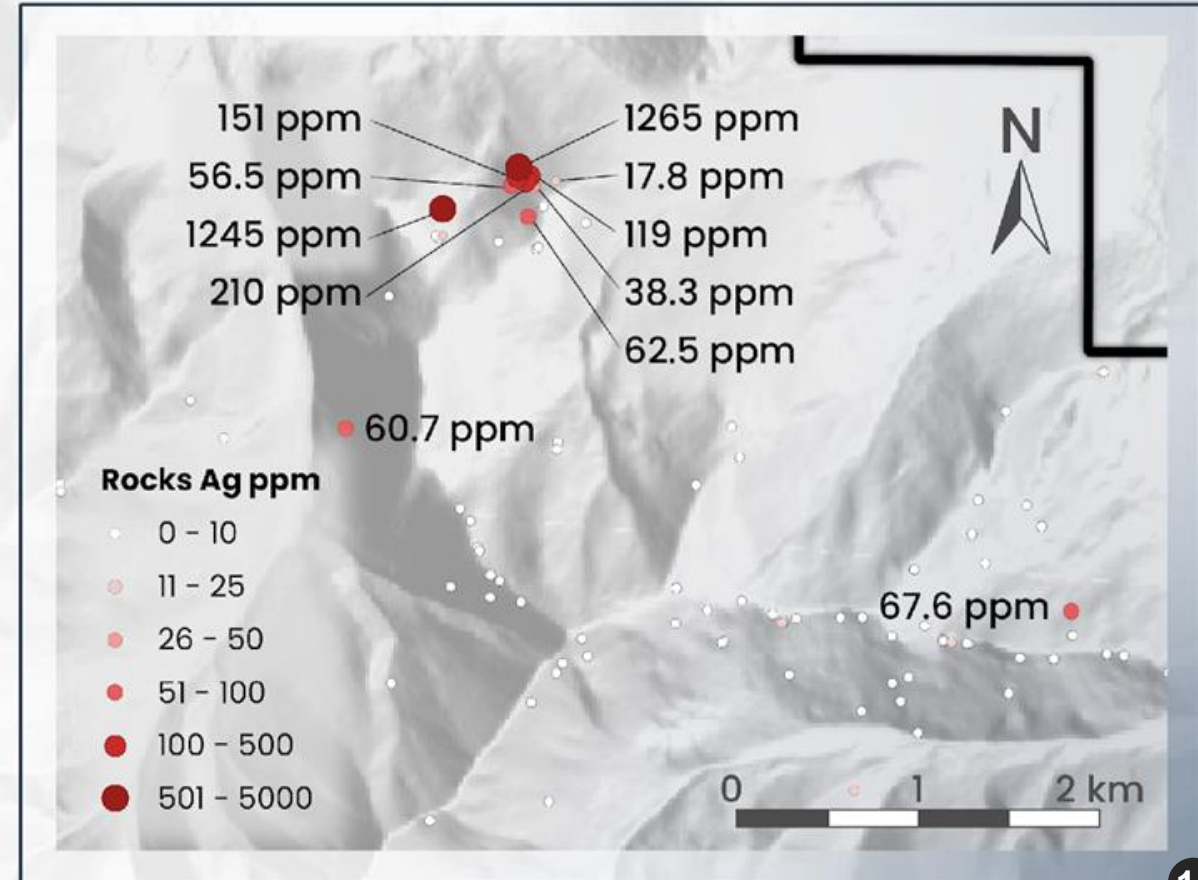 151 ppm
56.5 ppm
1245 ppm
210 ppm
1265 ppm
17.8 ppm
119 ppm
38.3 ppm
62.5 ppm
N
60.7 ppm
67.6 ppm
Rocks Ag ppm
0 - 10
11 - 25
26 - 50
51 - 100
100 - 500
501 - 5000
0 1 2 km